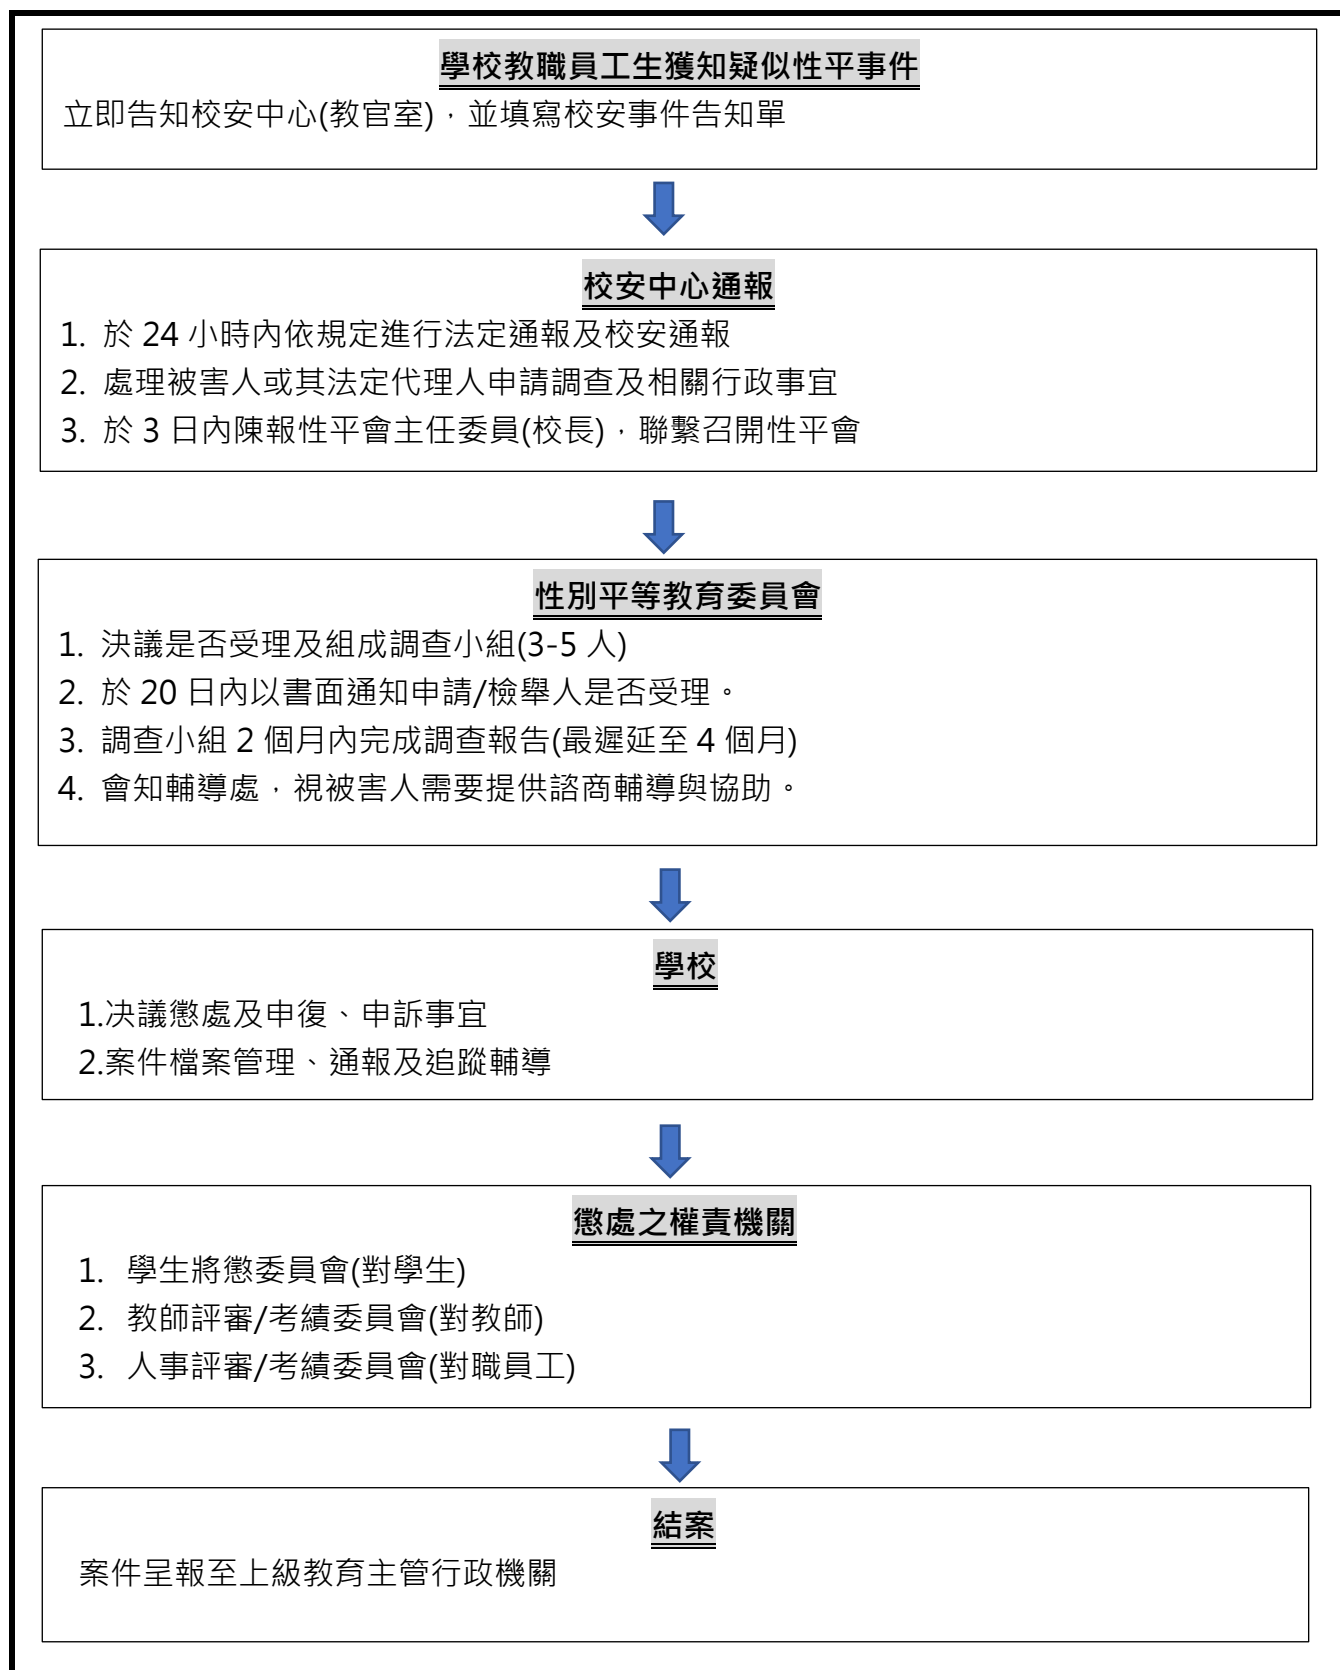 學校教職員工生獲知疑似性平事件
立即告知校安中心(教官室)，並填寫校安事件告知單
校安中心通報
1. 於 24 小時內依規定進行法定通報及校安通報
2. 處理被害人或其法定代理人申請調查及相關行政事宜
3. 於 3 日內陳報性平會主任委員(校長)，聯繫召開性平會
性別平等教育委員會
1. 決議是否受理及組成調查小組(3-5 人)
2. 於 20 日內以書面通知申請/檢舉人是否受理。
3. 調查小組 2 個月內完成調查報告(最遲延至 4 個月)
4. 會知輔導處，視被害人需要提供諮商輔導與協助。
學校
1.決議懲處及申復、申訴事宜
2.案件檔案管理、通報及追蹤輔導
懲處之權責機關
1. 學生將懲委員會(對學生)
2. 教師評審/考績委員會(對教師)
3. 人事評審/考績委員會(對職員工)
結案
案件呈報至上級教育主管行政機關